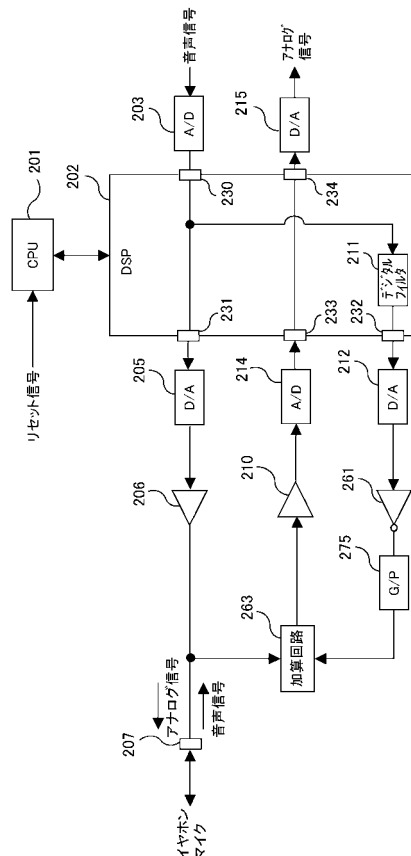 リセット信号
CPU
201
202
DSP
音声信号
203
A/D
230
アナログ
信号
215
D/A
234
231
205
D/A
206
233
214
A/D
210
211
デジタル
フィルタ
232
212
D/A
261
275
G/P
263
加算回路
アナログ信号
音声信号
207
イヤホン
マイク